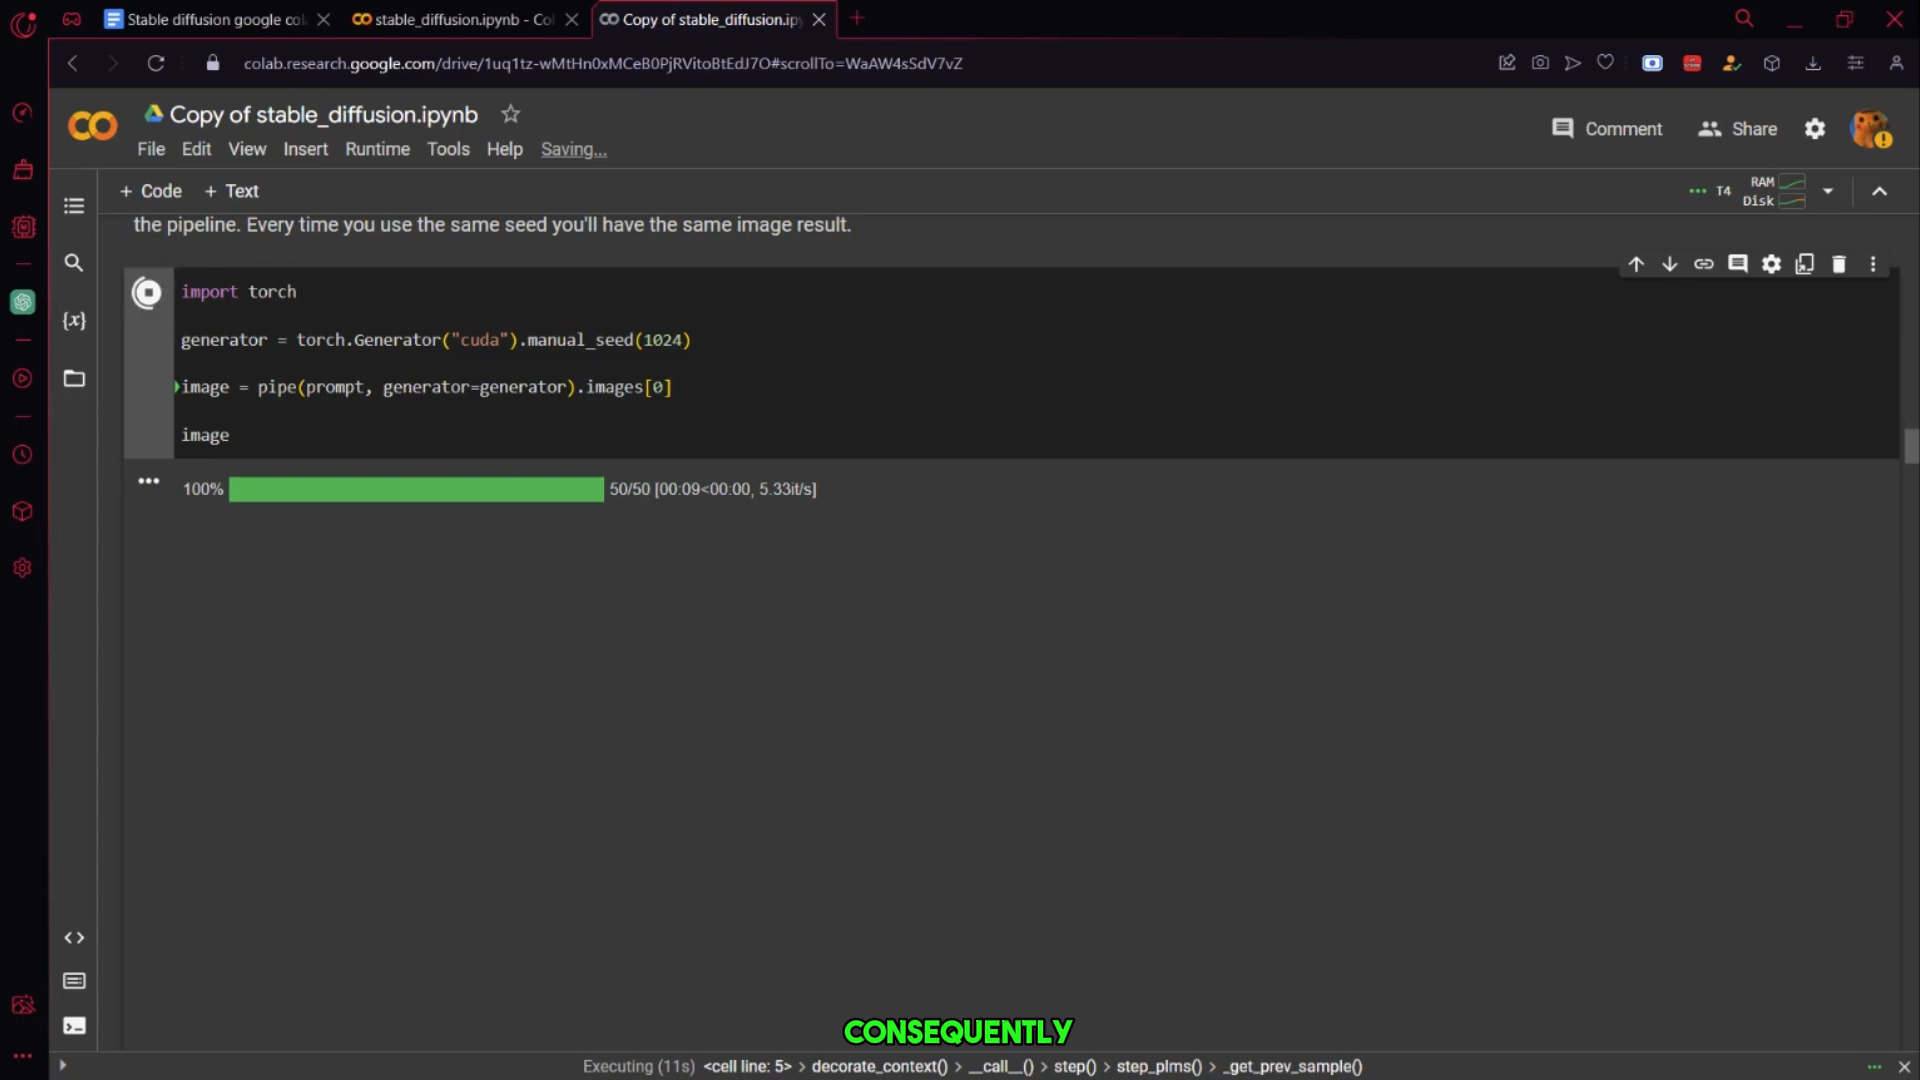 Stable diffusion google co
stable_diffusion.ipynb - Co
Copy of stable_diffusion.ip
colab.research.google.com/drive/1uq1tz-wMtHn0xMCeB0PjRVitoBtEdJ7O#scrollTo=WaAW4sSdV7vZ
Copy of stable_diffusion.ipynb
Comment
Share
File Edit View Insert Runtime Tools Help Saving...
+ Code + Text
T4
RAM
Disk
the pipeline. Every time you use the same seed you'll have the same image result.
{x}
import torch
generator = torch.Generator("cuda").manual_seed(1024)
image = pipe(prompt, generator=generator).images[0]
image
100% 50/50 [00:09<00:00, 5.33it/s]
CONSEQUENTLY
Executing (11s) <cell line: 5> > decorate_context() > __call__() > step() > step_plms() > _get_prev_sample()